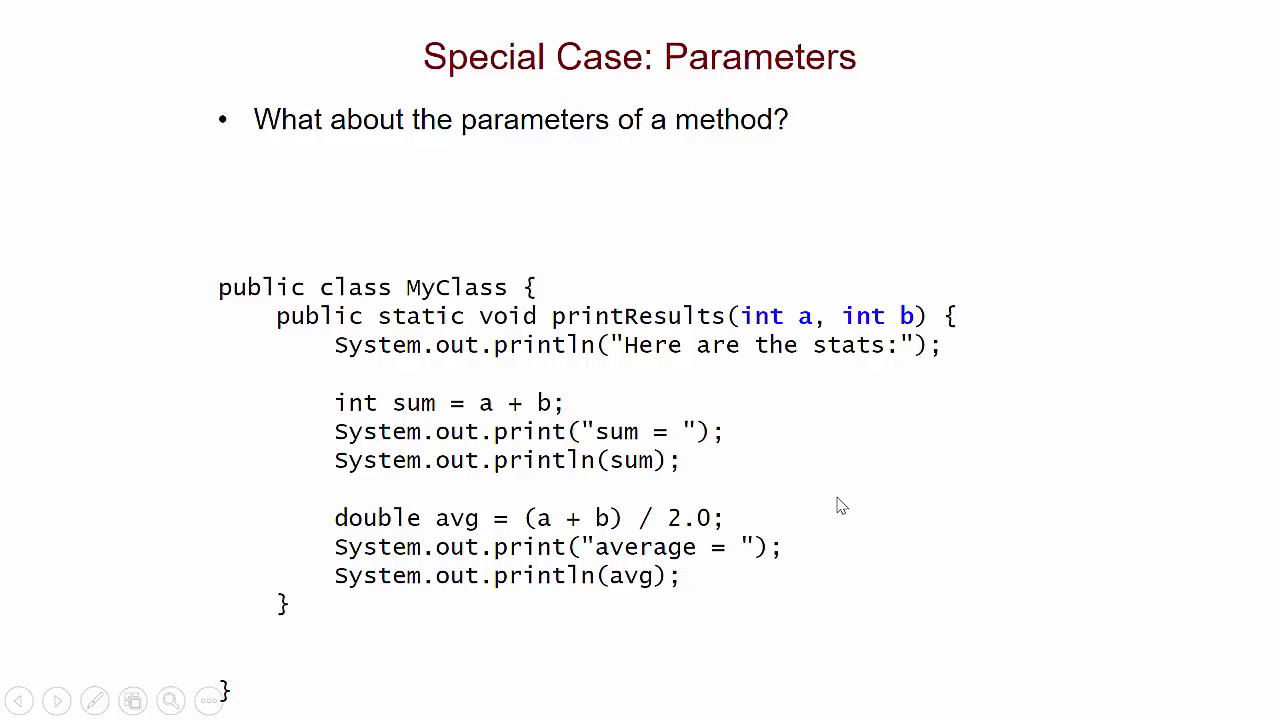 Special Case: Parameters
• What about the parameters of a method?
public class MyClass {
    public static void printResults(int a, int b) {
        System.out.println("Here are the stats:");
        int sum = a + b;
        System.out.print("sum = ");
        System.out.println(sum);
        double avg = (a + b) / 2.0;
        System.out.print("average = ");
        System.out.println(avg);
    }
}